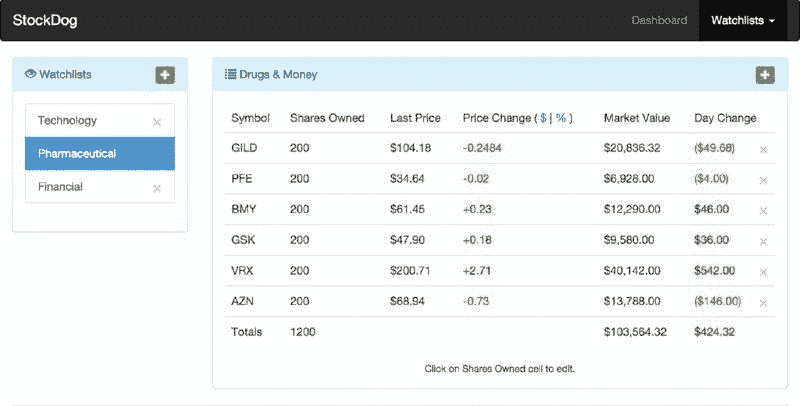 StockDog Dashboard Watchlists
Watchlists
Technology
Pharmaceutical
Financial
Drugs & Money
Symbol Shares Owned Last Price Price Change ( $ | % ) Market Value Day Change
GILD 200 $104.18 -0.2484 $20,836.32 ($49.68)
PFE 200 $34.64 -0.02 $6,928.00 ($4.00)
BMY 200 $61.45 +0.23 $12,290.00 $46.00
GSK 200 $47.90 +0.18 $9,580.00 $36.00
VRX 200 $200.71 +2.71 $40,142.00 $542.00
AZN 200 $68.94 -0.73 $13,788.00 ($146.00)
Totals 1200 $103,564.32 $424.32
Click on Shares Owned cell to edit.